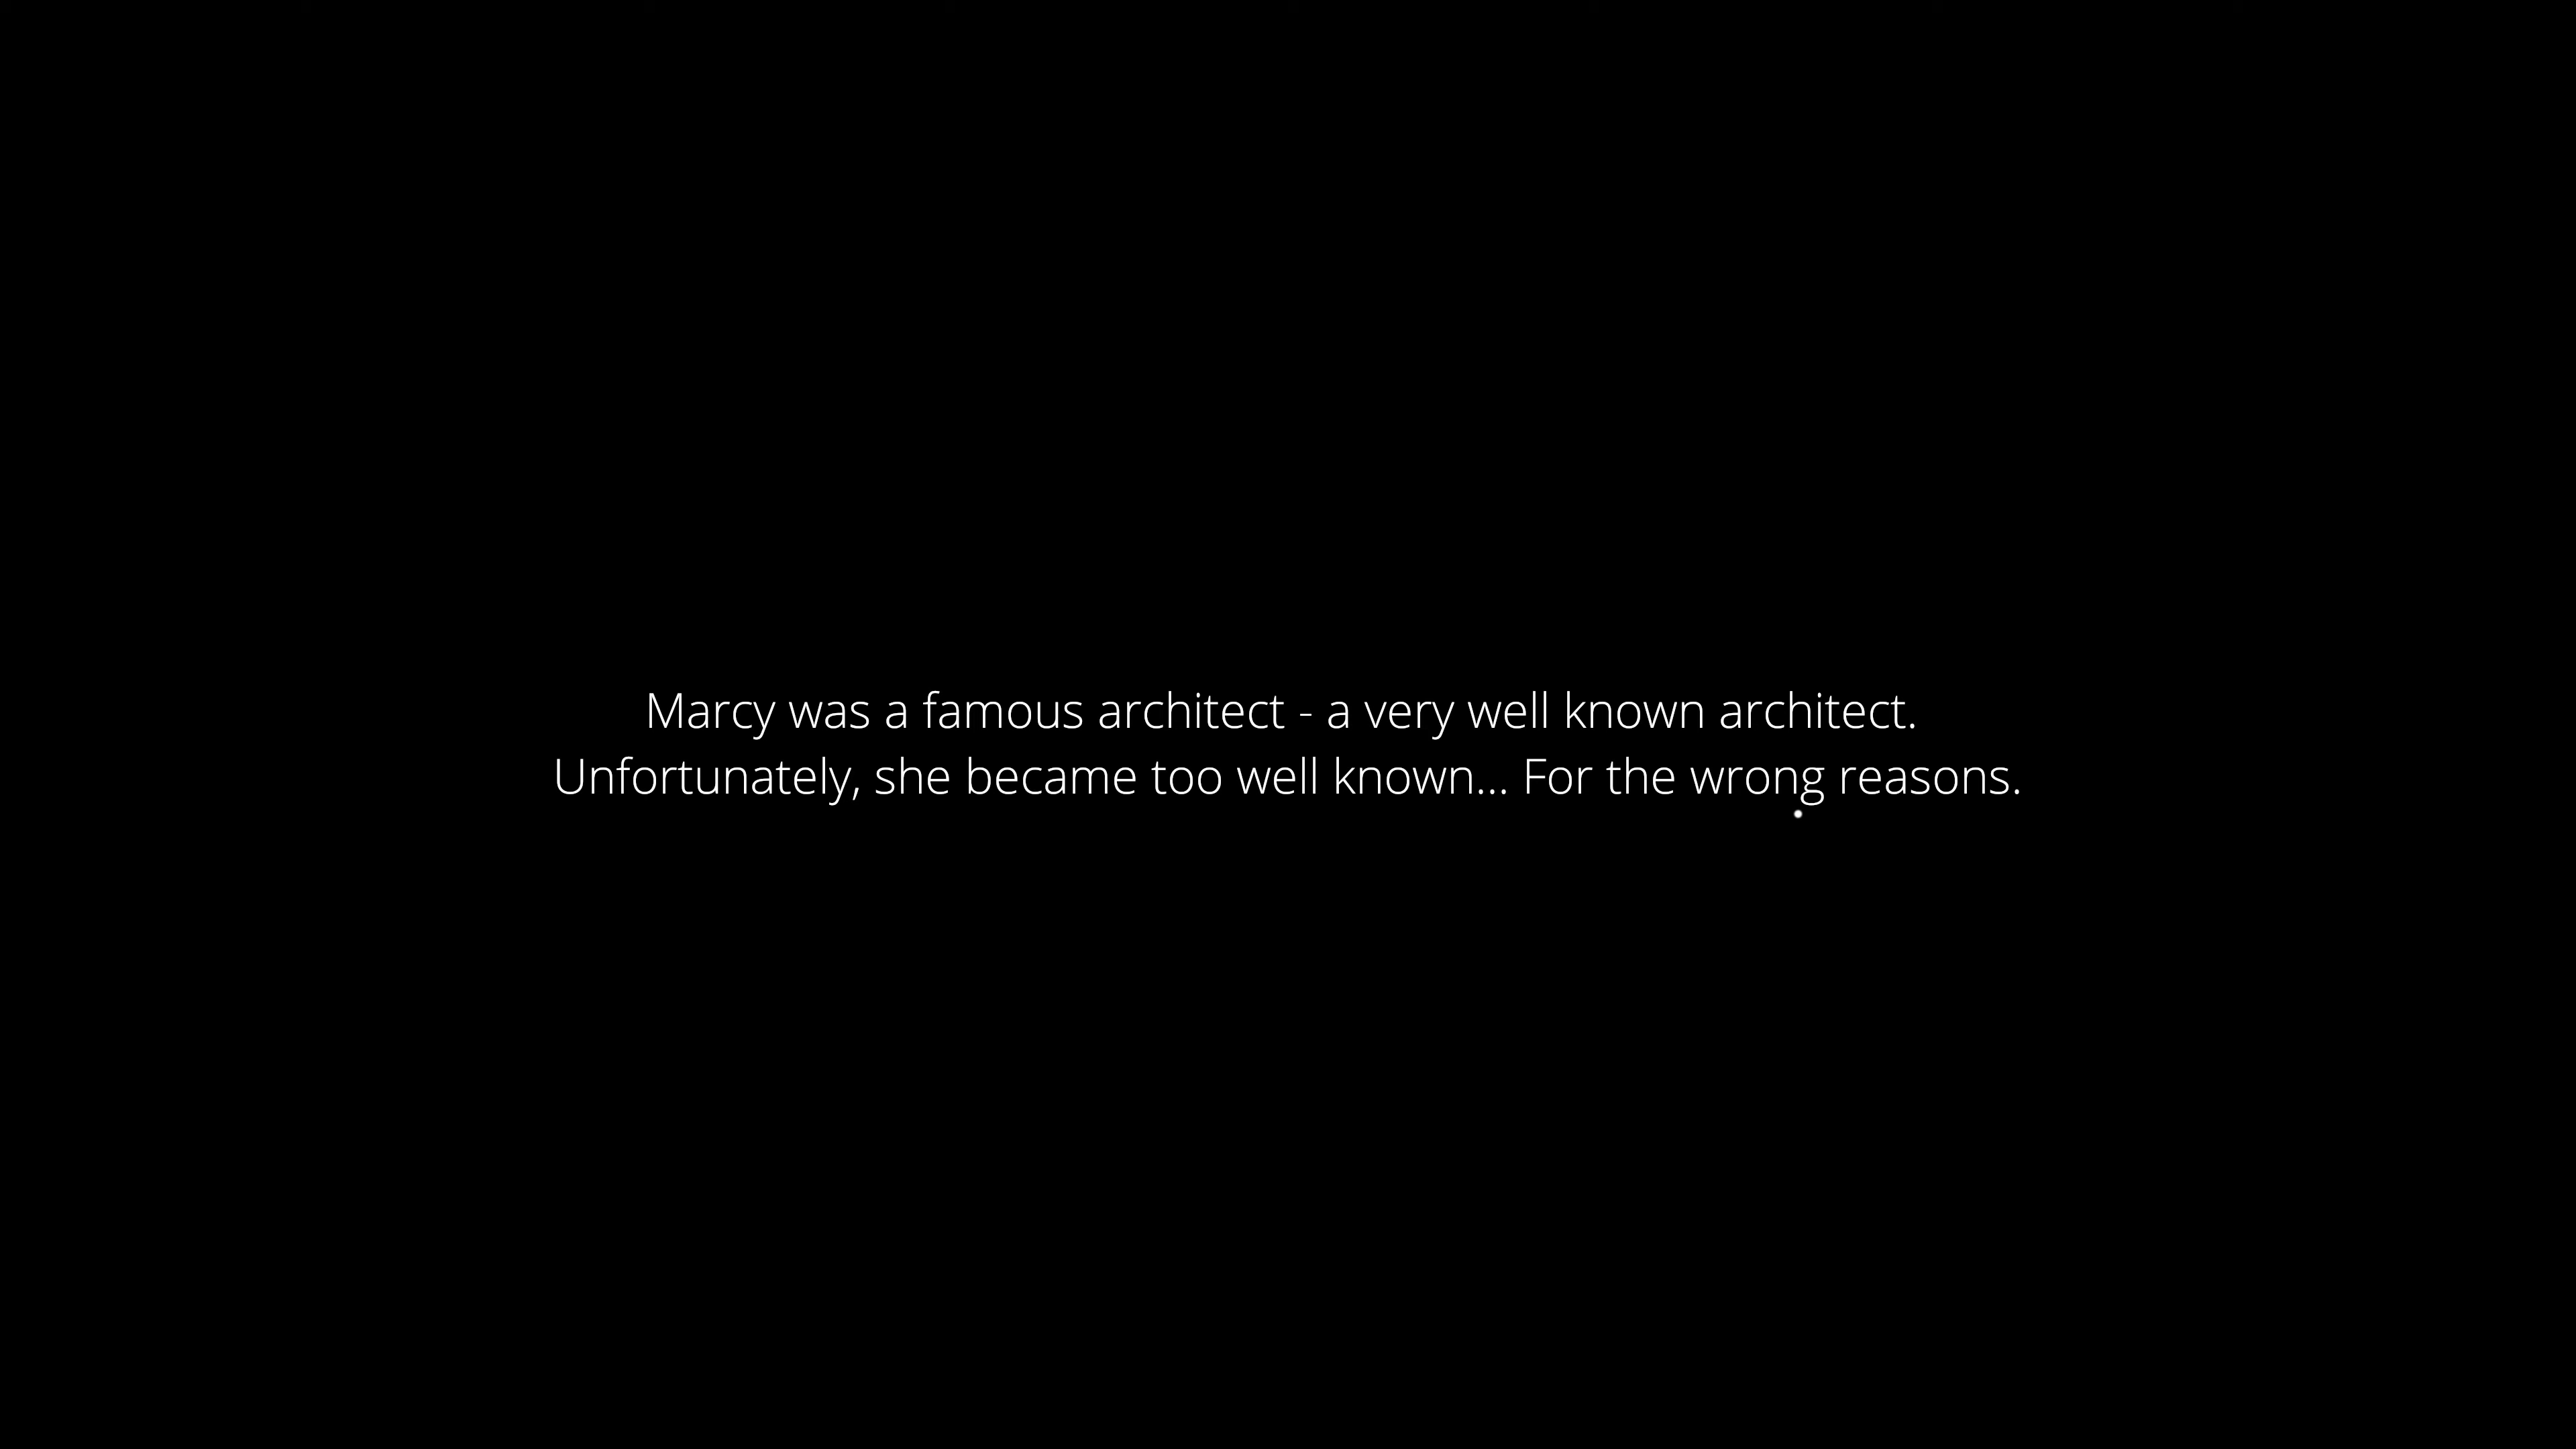 Marcy was a famous architect - a very well known architect.
Unfortunately, she became too well known... For the wrong reasons.